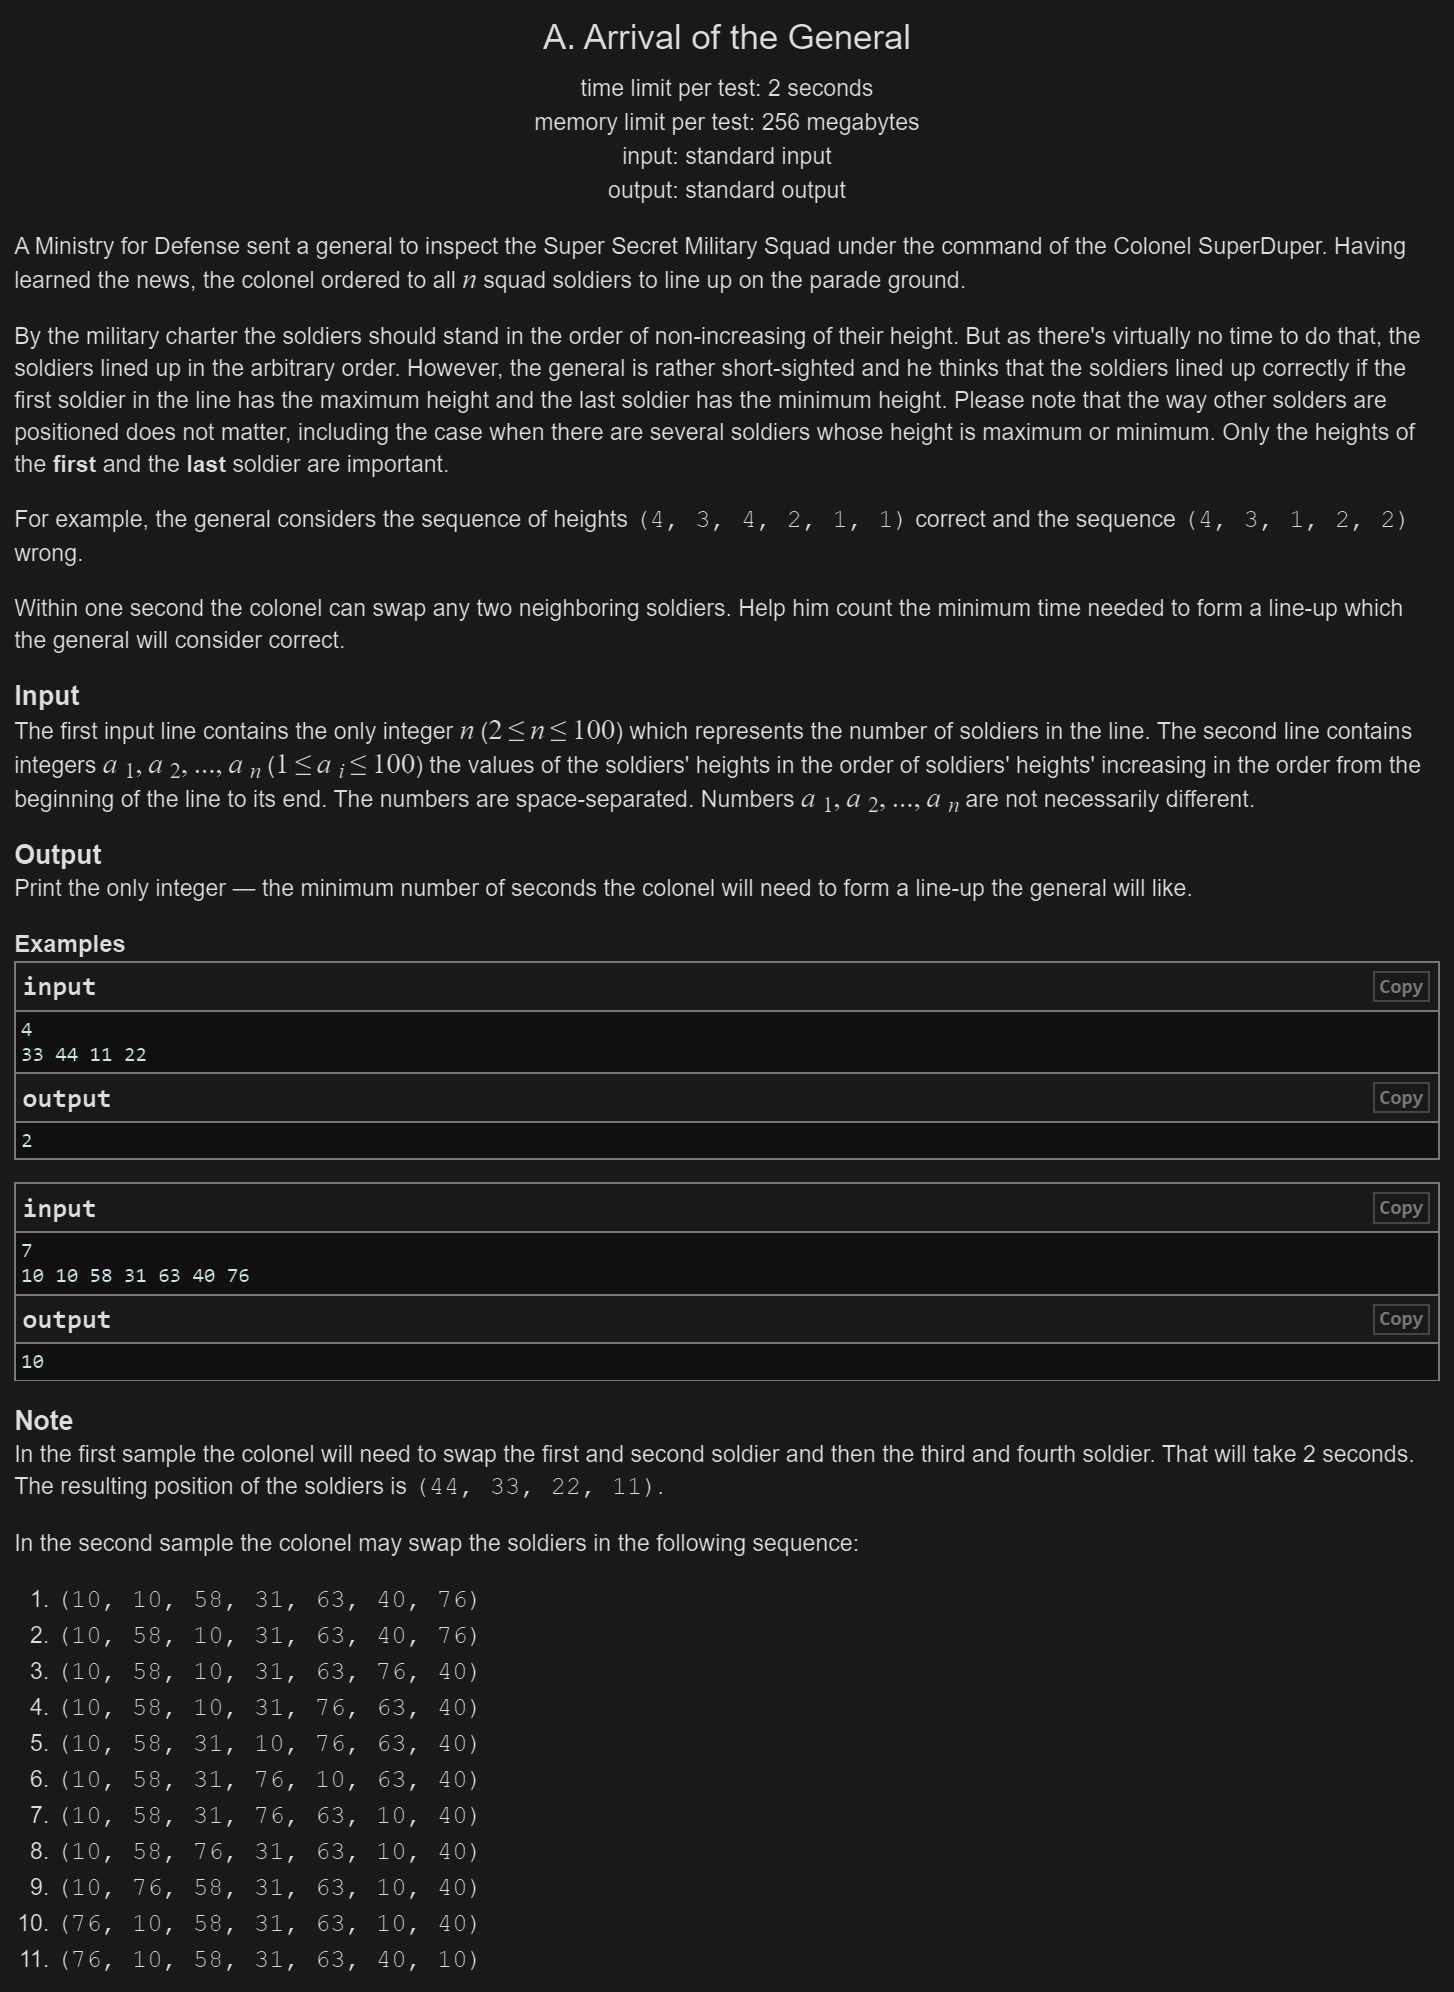 A. Arrival of the General
time limit per test: 2 seconds
memory limit per test: 256 megabytes
input: standard input
output: standard output
A Ministry for Defense sent a general to inspect the Super Secret Military Squad under the command of the Colonel SuperDuper. Having
learned the news, the colonel ordered to all n squad soldiers to line up on the parade ground.
By the military charter the soldiers should stand in the order of non-increasing of their height. But as there's virtually no time to do that, the
soldiers lined up in the arbitrary order. However, the general is rather short-sighted and he thinks that the soldiers lined up correctly if the
first soldier in the line has the maximum height and the last soldier has the minimum height. Please note that the way other solders are
positioned does not matter, including the case when there are several soldiers whose height is maximum or minimum. Only the heights of
the first and the last soldier are important.
For example, the general considers the sequence of heights (4, 3, 4, 2, 1, 1) correct and the sequence (4, 3, 1, 2, 2)
wrong.
Within one second the colonel can swap any two neighboring soldiers. Help him count the minimum time needed to form a line-up which
the general will consider correct.
Input
The first input line contains the only integer n (2 ≤ n ≤ 100) which represents the number of soldiers in the line. The second line contains
integers a 1, a 2, ..., a n (1 ≤ a i ≤ 100) the values of the soldiers' heights in the order of soldiers' heights' increasing in the order from the
beginning of the line to its end. The numbers are space-separated. Numbers a 1, a 2, ..., a n are not necessarily different.
Output
Print the only integer — the minimum number of seconds the colonel will need to form a line-up the general will like.
Examples
input Copy
4
33 44 11 22
output Copy
2
input Copy
7
10 10 58 31 63 40 76
output Copy
10
Note
In the first sample the colonel will need to swap the first and second soldier and then the third and fourth soldier. That will take 2 seconds.
The resulting position of the soldiers is (44, 33, 22, 11).
In the second sample the colonel may swap the soldiers in the following sequence:
1. (10, 10, 58, 31, 63, 40, 76)
2. (10, 58, 10, 31, 63, 40, 76)
3. (10, 58, 10, 31, 63, 76, 40)
4. (10, 58, 10, 31, 76, 63, 40)
5. (10, 58, 31, 10, 76, 63, 40)
6. (10, 58, 31, 76, 10, 63, 40)
7. (10, 58, 31, 76, 63, 10, 40)
8. (10, 58, 76, 31, 63, 10, 40)
9. (10, 76, 58, 31, 63, 10, 40)
10. (76, 10, 58, 31, 63, 10, 40)
11. (76, 10, 58, 31, 63, 40, 10)